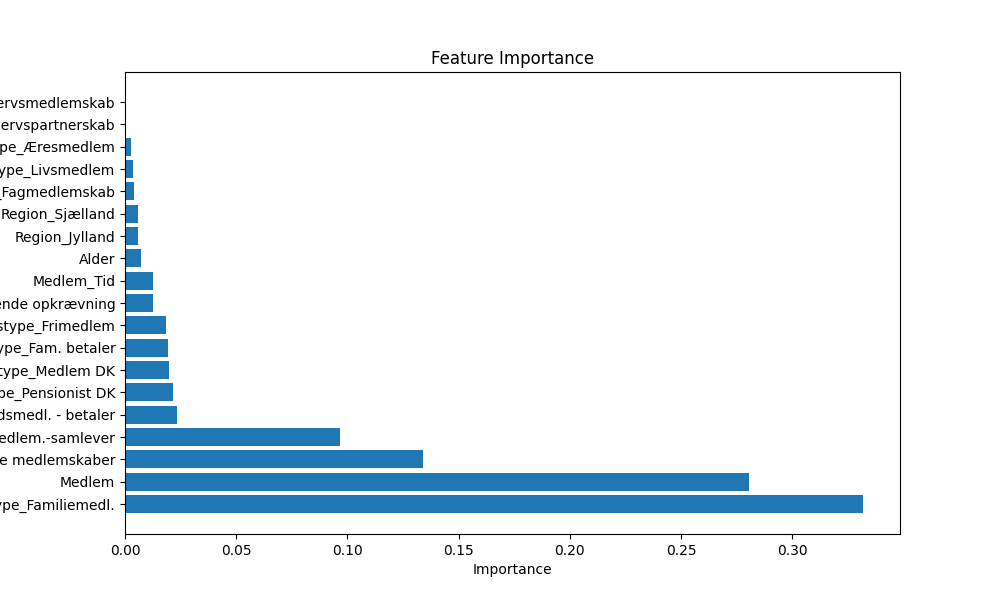 Feature Importance
ervsmedlemskab
ervspartnerskab
pe_Æresmedlem
ype_Livsmedlem
_Fagmedlemskab
Region_Sjælland
Region_Jylland
Alder
Medlem_Tid
ende opkrævning
stype_Frimedlem
ype_Fam. betaler
type_Medlem DK
pe_Pensionist DK
dsmedl. - betaler
edlem.-samlever
e medlemskaber
Medlem
ype_Familiemedl.
0.00 0.05 0.10 0.15 0.20 0.25 0.30
Importance